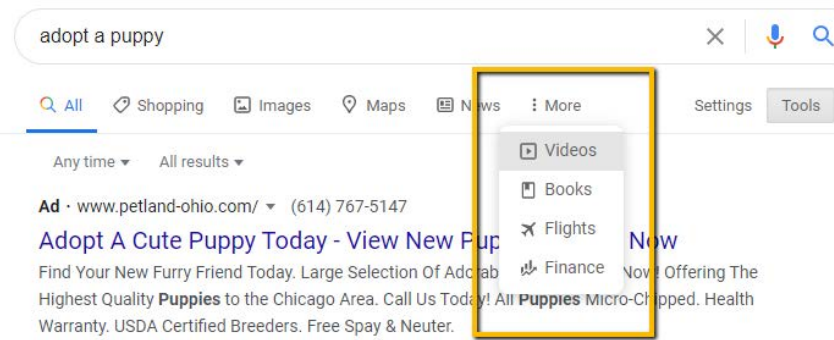 adopt a puppy
All Shopping Images Maps News More Settings Tools
Any time All results
Videos
Books
Flights
Finance
Ad · www.petland-ohio.com/ (614) 767-5147
Adopt A Cute Puppy Today - View New Now
Find Your New Furry Friend Today. Large Selection Of Now! Offering The
Highest Quality Puppies to the Chicago Area. Call Us Today! All Puppies Micro-Chipped. Health
Warranty. USDA Certified Breeders. Free Spay & Neuter.